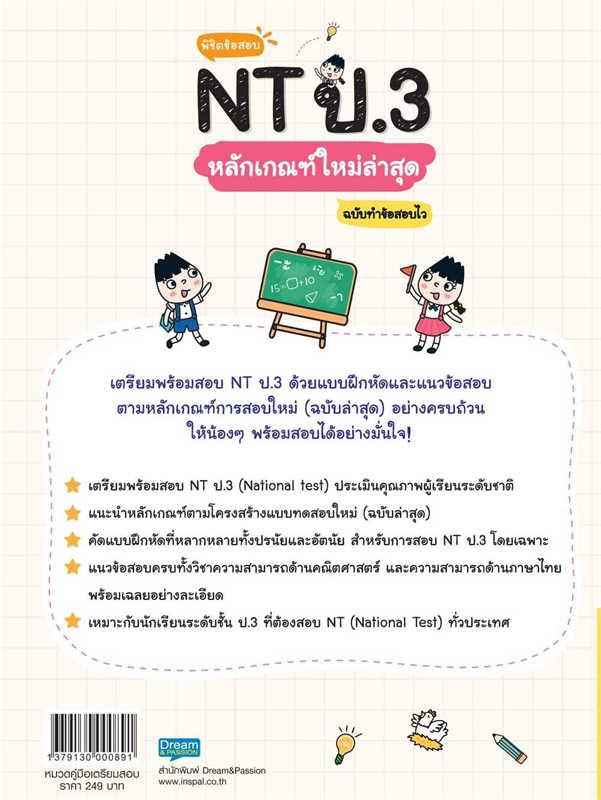 พิชิตข้อสอบ
NT ป.3
หลักเกณฑ์ใหม่ล่าสุด
ฉบับทำข้อสอบไว
15=□+10
เตรียมพร้อมสอบ NT ป.3 ด้วยแบบฝึกหัดและแนวข้อสอบ
ตามหลักเกณฑ์การสอบใหม่ (ฉบับล่าสุด) อย่างครบถ้วน
ให้น้องๆ พร้อมสอบได้อย่างมั่นใจ!
เตรียมพร้อมสอบ NT ป.3 (National test) ประเมินคุณภาพผู้เรียนระดับชาติ
แนะนำหลักเกณฑ์ตามโครงสร้างแบบทดสอบใหม่ (ฉบับล่าสุด)
คัดแบบฝึกหัดที่หลากหลายทั้งปรนัยและอัตนัย สำหรับการสอบ NT ป.3 โดยเฉพาะ
แนวข้อสอบครบทั้งวิชาความสามารถด้านคณิตศาสตร์ และความสามารถด้านภาษาไทย
พร้อมเฉลยอย่างละเอียด
เหมาะกับนักเรียนระดับชั้น ป.3 ที่ต้องสอบ NT (National Test) ทั่วประเทศ
1379130000891
หมวดคู่มือเตรียมสอบ
ราคา 249 บาท
Dream
& PASSION
สำนักพิมพ์ Dream&Passion
www.inspal.co.th